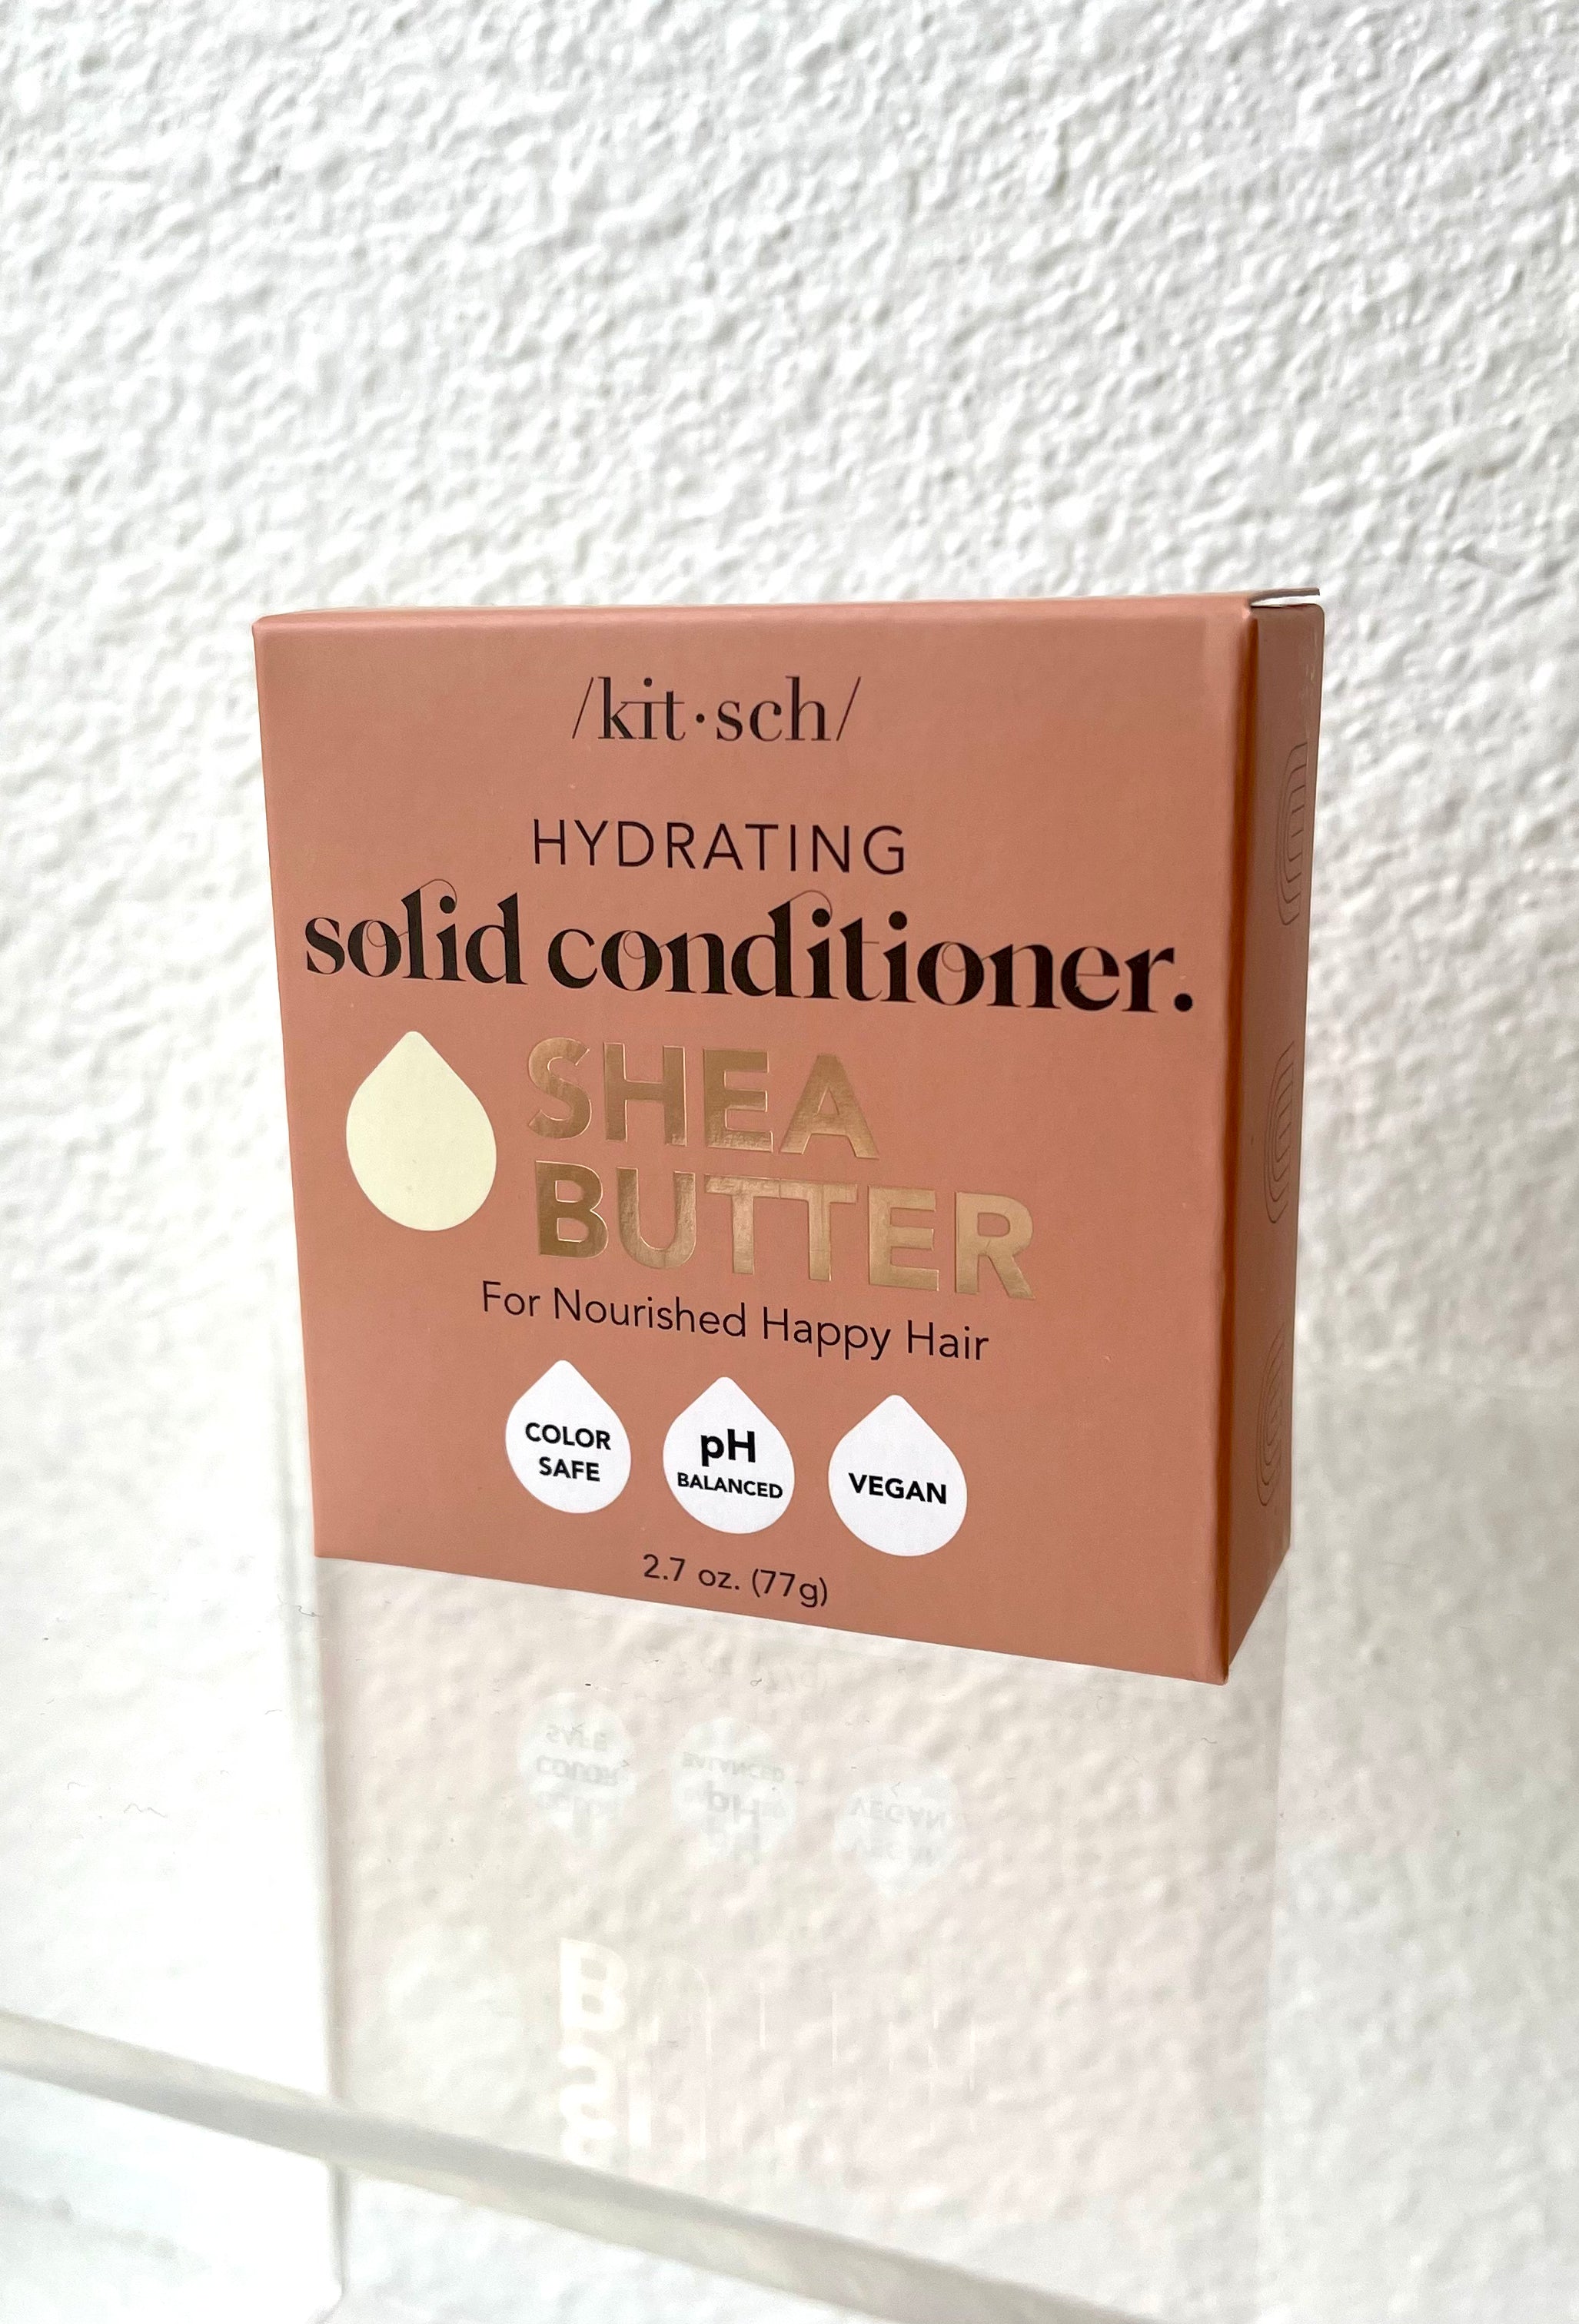 /kit·sch/
HYDRATING
solid conditioner.
SHEA
BUTTER
For Nourished Happy Hair
COLOR
SAFE
pH
BALANCED
VEGAN
2.7 oz. (77g)